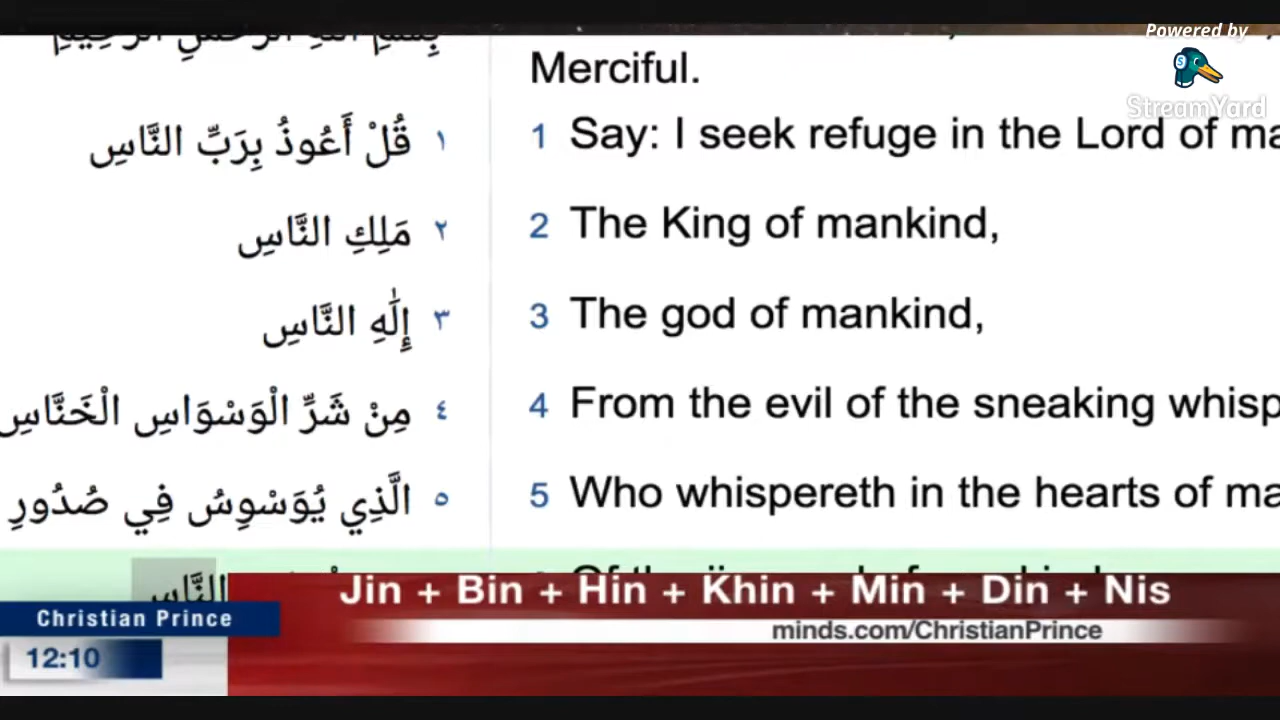 Powered by
StreamYard
Merciful.
قُلْ أَعُوذُ بِرَبِّ النَّاسِ ١
1 Say: I seek refuge in the Lord of
مَلِكِ النَّاسِ ٢
2 The King of mankind,
إِلَٰهِ النَّاسِ ٣
3 The god of mankind,
مِنْ شَرِّ الْوَسْوَاسِ الْخَنَّاسِ ٤
4 From the evil of the sneaking
الَّذِي يُوَسْوِسُ فِي صُدُورِ ٥
5 Who whispereth in the hearts of
النَّاسِ
Jin + Bin + Hin + Khin + Min + Din + Nis
Christian Prince
minds.com/ChristianPrince
12:10